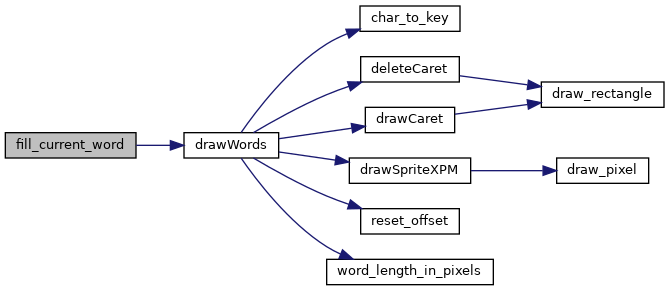 char_to_key
deleteCaret
draw_rectangle
drawCaret
fill_current_word
drawWords
drawSpriteXPM
draw_pixel
reset_offset
word_length_in_pixels